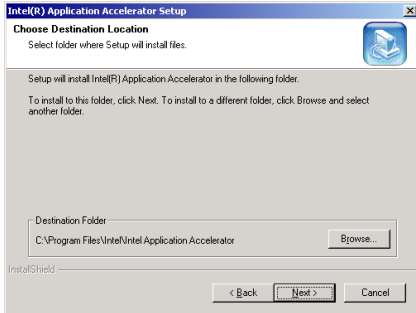 Intel(R) Application Accelerator Setup
Choose Destination Location
Select folder where Setup will install files.
Setup will install Intel(R) Application Accelerator in the following folder.
To install to this folder, click Next. To install to a different folder, click Browse and select
another folder.
Destination Folder
C:\Program Files\Intel\Intel Application Accelerator
Browse...
InstallShield
< Back
Next >
Cancel